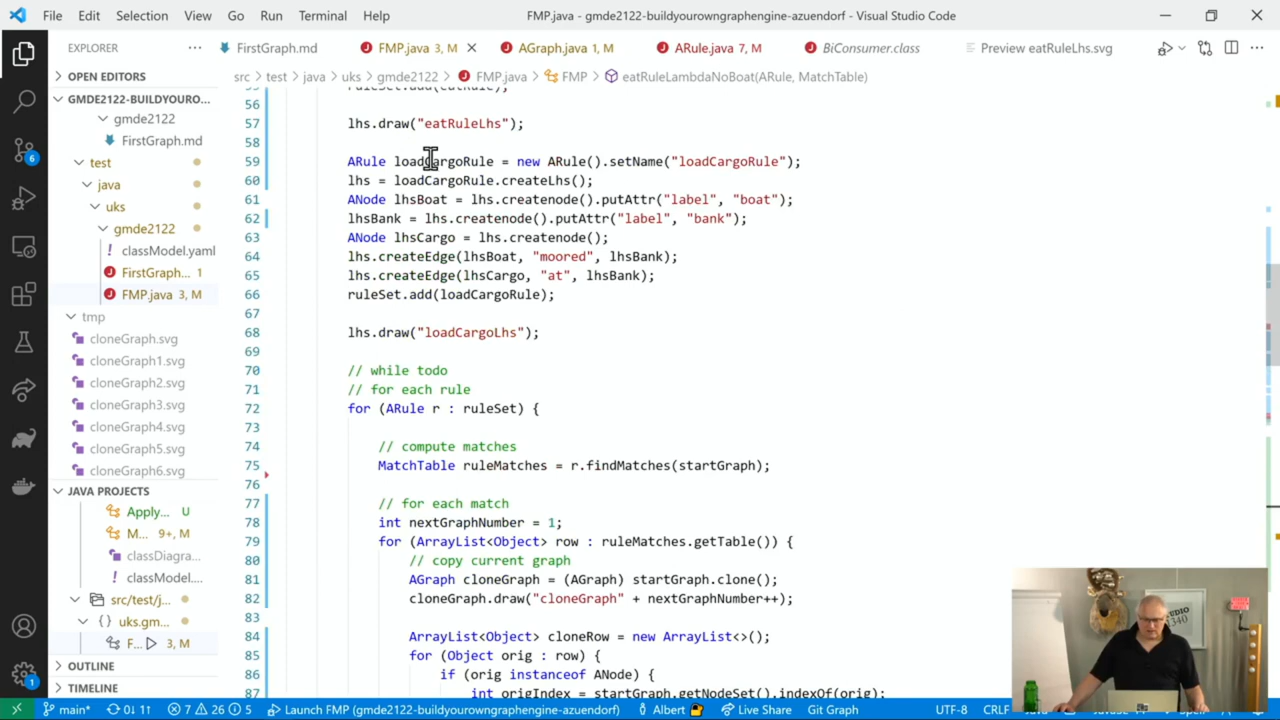 File Edit Selection View Go Run Terminal Help FMP.java - gmde2122-buildyourowngraphengine-azuendorf - Visual Studio Code
EXPLORER ··· FirstGraph.md FMP.java 3, M AGraph.java 1, M ARule.java 7, M BiConsumer.class Preview eatRuleLhs.svg
src > test > java > uks > gmde2122 > FMP.java > FMP > eatRuleLambdaNoBoat(ARule, MatchTable)
OPEN EDITORS
GMDE2122-BUILDYOURO...
gmde2122
FirstGraph.md
test
java
uks
gmde2122
classModel.yaml
FirstGraph... 1
FMP.java 3, M
tmp
cloneGraph.svg
cloneGraph1.svg
cloneGraph2.svg
cloneGraph3.svg
cloneGraph4.svg
cloneGraph5.svg
cloneGraph6.svg
JAVA PROJECTS
Apply... U
M... 9+, M
classDiagra...
classModel....
src/test/j...
uks.gm...
F... 3, M
OUTLINE
TIMELINE
55 ruleSet.add(eatRule);
56
57 lhs.draw("eatRuleLhs");
58
59 ARule loadCargoRule = new ARule().setName("loadCargoRule");
60 lhs = loadCargoRule.createLhs();
61 ANode lhsBoat = lhs.createnode().putAttr("label", "boat");
62 lhsBank = lhs.createnode().putAttr("label", "bank");
63 ANode lhsCargo = lhs.createnode();
64 lhs.createEdge(lhsBoat, "moored", lhsBank);
65 lhs.createEdge(lhsCargo, "at", lhsBank);
66 ruleSet.add(loadCargoRule);
67
68 lhs.draw("loadCargoLhs");
69
70 // while todo
71 // for each rule
72 for (ARule r : ruleSet) {
73
74 // compute matches
75 MatchTable ruleMatches = r.findMatches(startGraph);
76
77 // for each match
78 int nextGraphNumber = 1;
79 for (ArrayList<Object> row : ruleMatches.getTable()) {
80 // copy current graph
81 AGraph cloneGraph = (AGraph) startGraph.clone();
82 cloneGraph.draw("cloneGraph" + nextGraphNumber++);
83
84 ArrayList<Object> cloneRow = new ArrayList<>();
85 for (Object orig : row) {
86 if (orig instanceof ANode) {
87 int origIndex = startGraph.getNodeSet().indexOf(orig);
STUDIO
1340
6
1
main* 0↓ 1↑ 7 26 5 Launch FMP (gmde2122-buildyourowngraphengine-azuendorf) Albert Live Share Git Graph UTF-8 CRLF